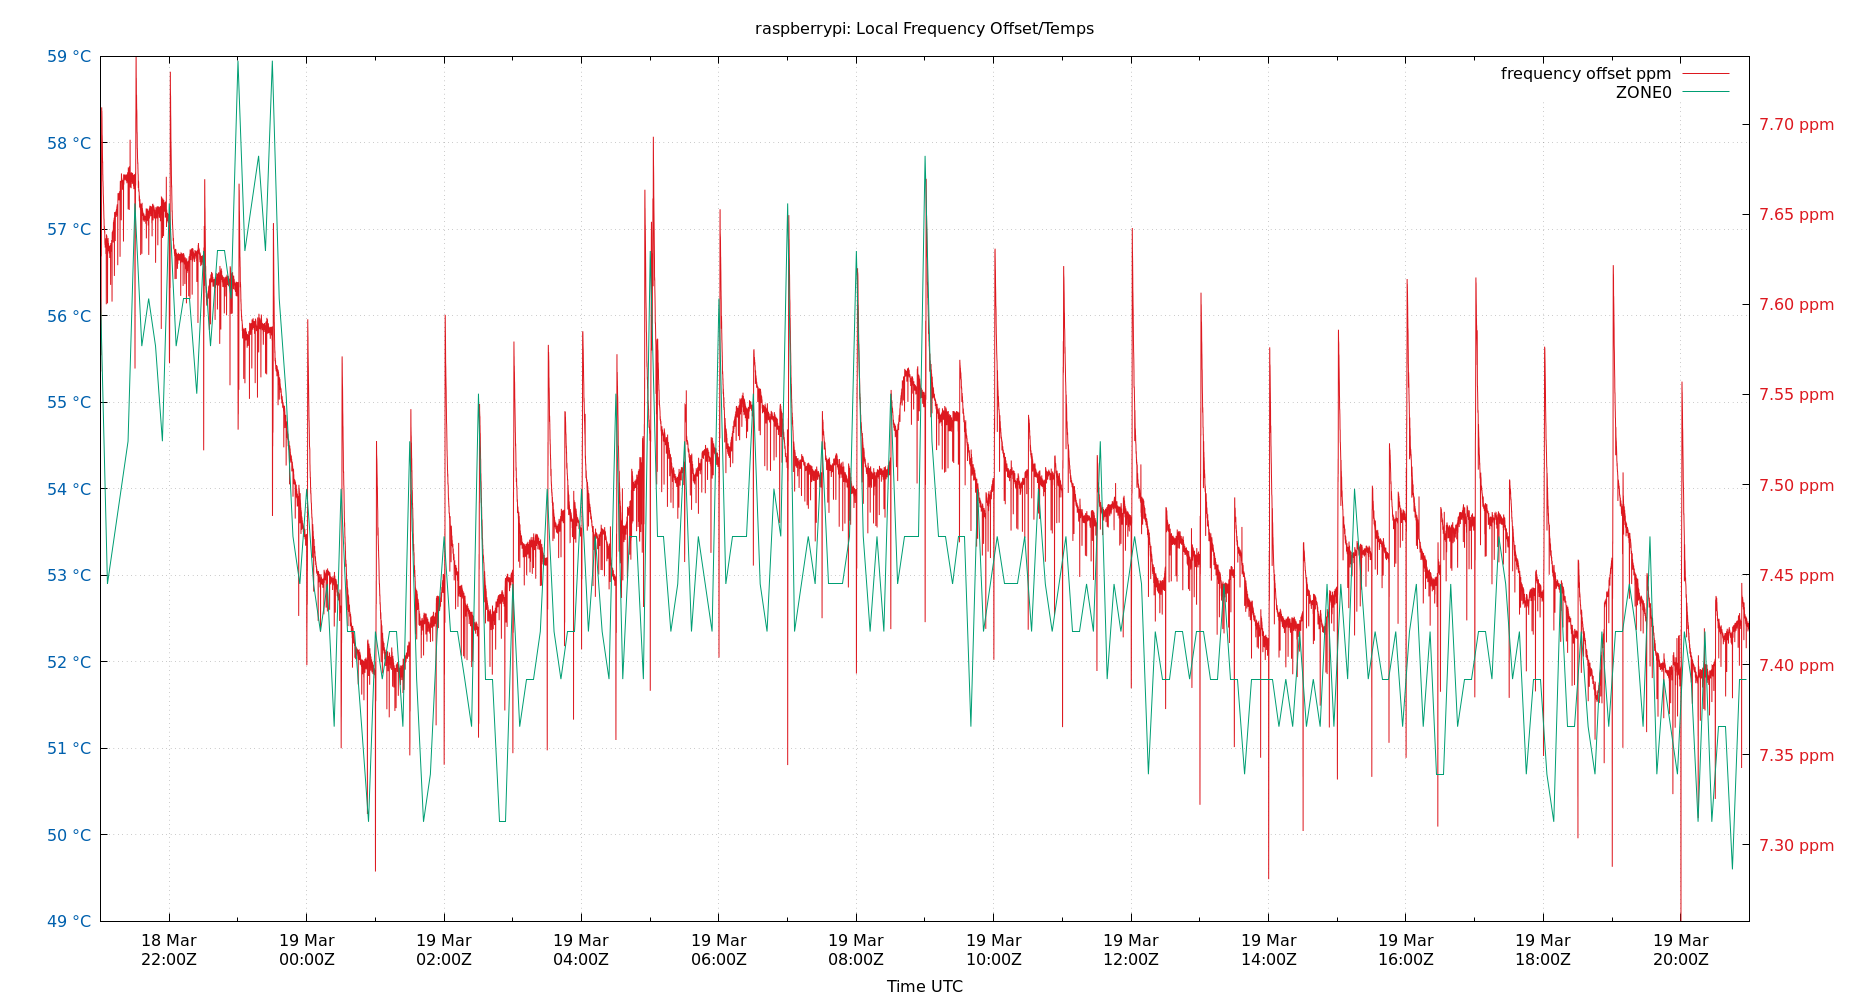 raspberrypi: Local Frequency Offset/Temps
frequency offset ppm
ZONE0
59 °C
58 °C
57 °C
56 °C
55 °C
54 °C
53 °C
52 °C
51 °C
50 °C
49 °C
7.70 ppm
7.65 ppm
7.60 ppm
7.55 ppm
7.50 ppm
7.45 ppm
7.40 ppm
7.35 ppm
7.30 ppm
18 Mar
22:00Z
19 Mar
00:00Z
19 Mar
02:00Z
19 Mar
04:00Z
19 Mar
06:00Z
19 Mar
08:00Z
19 Mar
10:00Z
19 Mar
12:00Z
19 Mar
14:00Z
19 Mar
16:00Z
19 Mar
18:00Z
19 Mar
20:00Z
Time UTC